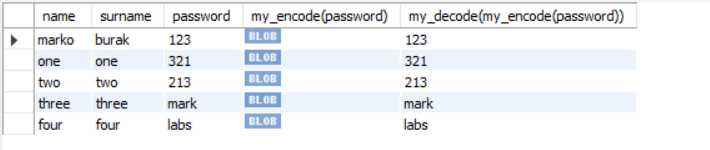 name surname password my_encode(password) my_decode(my_encode(password))
marko burak 123 BLOB 123
one one 321 BLOB 321
two two 213 BLOB 213
three three mark BLOB mark
four four labs BLOB labs